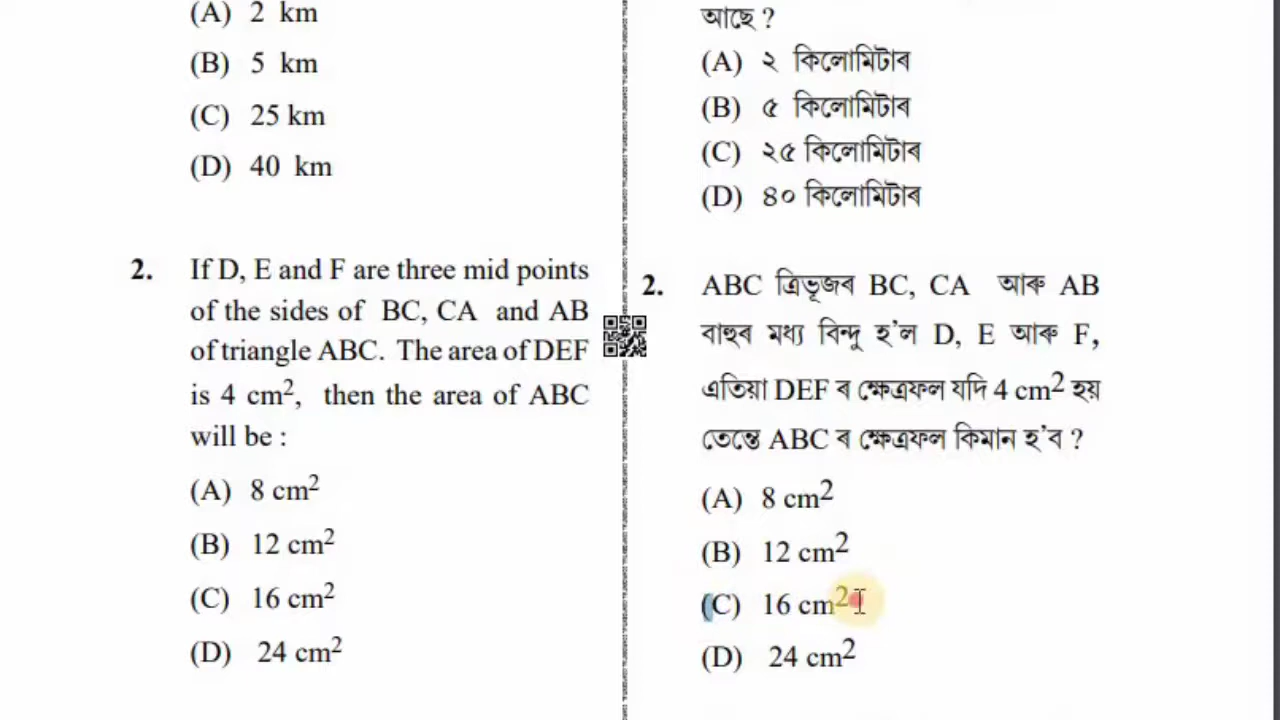 (A) 2 km
(B) 5 km
(C) 25 km
(D) 40 km
2. If D, E and F are three mid points
of the sides of BC, CA and AB
of triangle ABC. The area of DEF
is 4 cm², then the area of ABC
will be :
(A) 8 cm²
(B) 12 cm²
(C) 16 cm²
(D) 24 cm²
আছে ?
(A) ২ কিলোমিটাৰ
(B) ৫ কিলোমিটাৰ
(C) ২৫ কিলোমিটাৰ
(D) ৪০ কিলোমিটাৰ
2. ABC ত্ৰিভূজৰ BC, CA আৰু AB
বাহুৰ মধ্য বিন্দু হ'ল D, E আৰু F,
এতিয়া DEF ৰ ক্ষেত্ৰফল যদি 4 cm² হয়
তেন্তে ABC ৰ ক্ষেত্ৰফল কিমান হ'ব ?
(A) 8 cm²
(B) 12 cm²
(C) 16 cm²
(D) 24 cm²